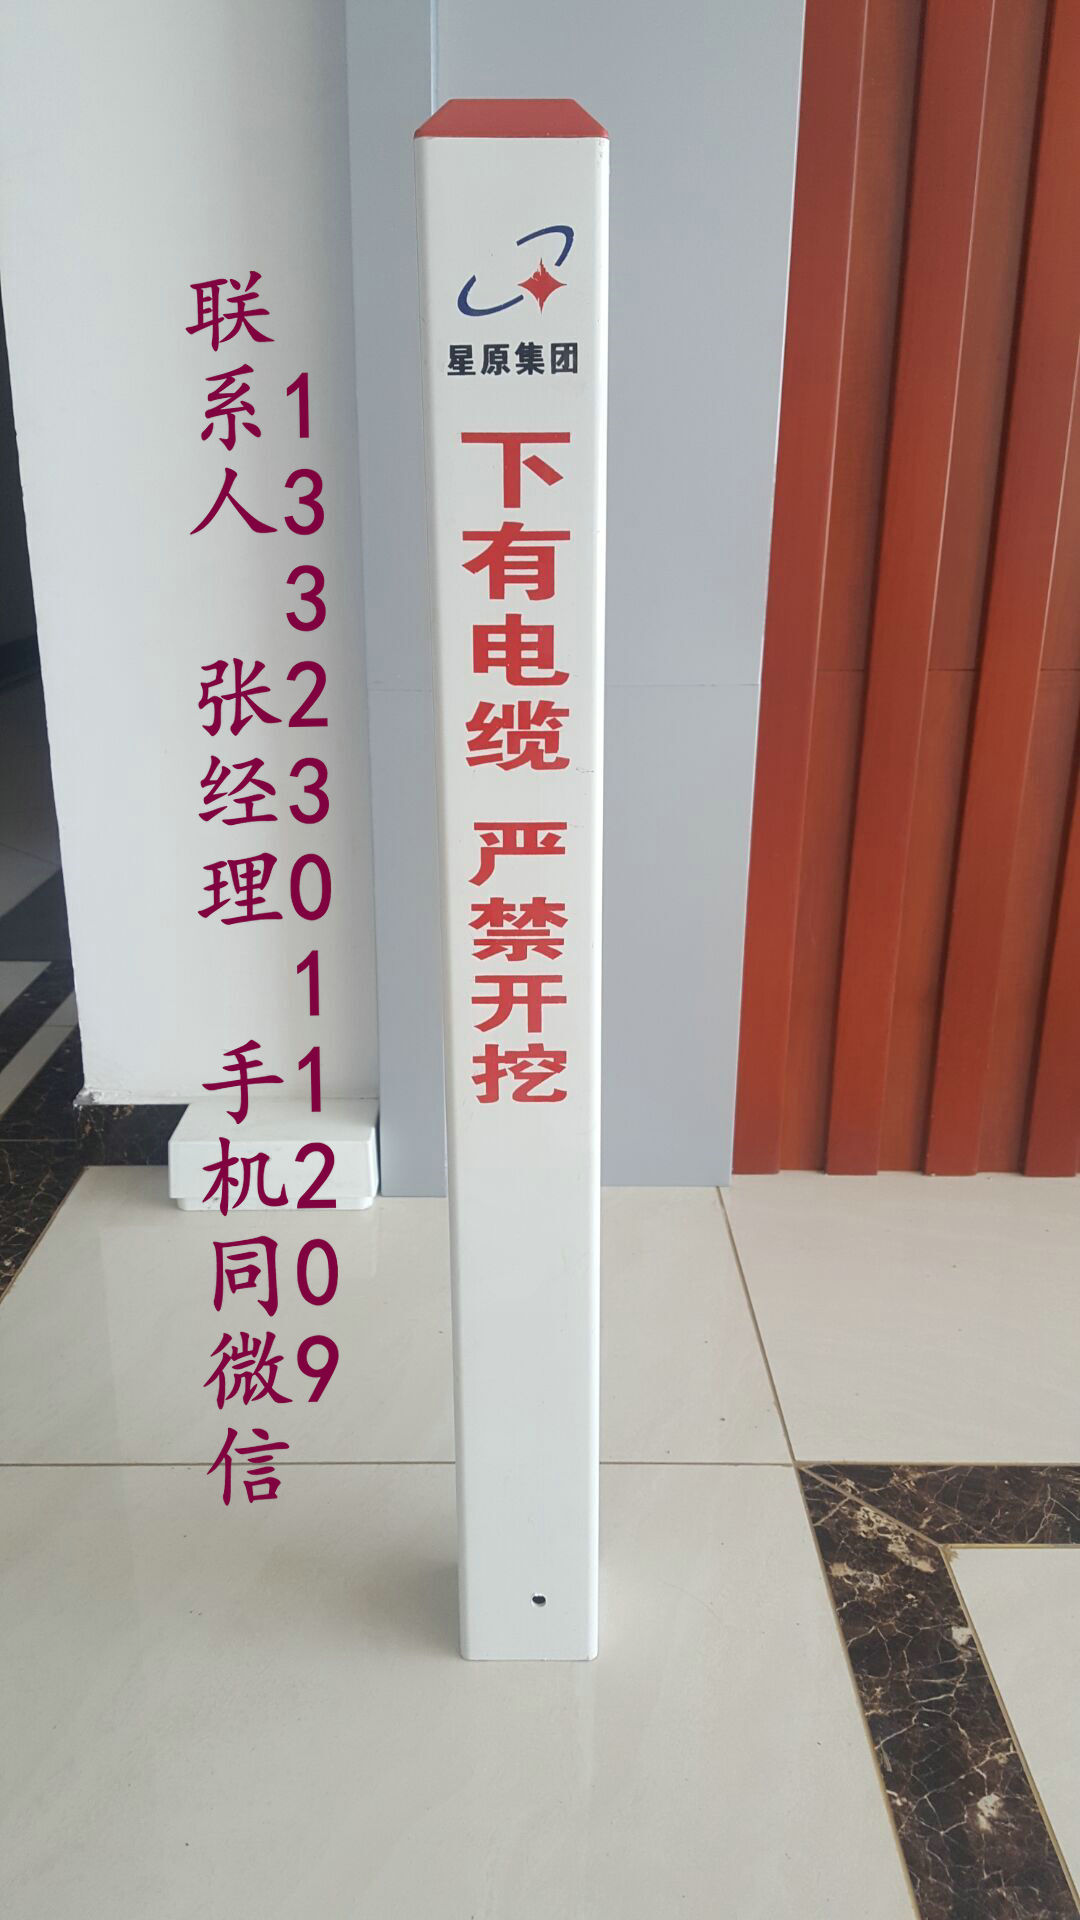 联系人 张经理 手机同微信
13323011209
星原集团
下有电缆 严禁开挖